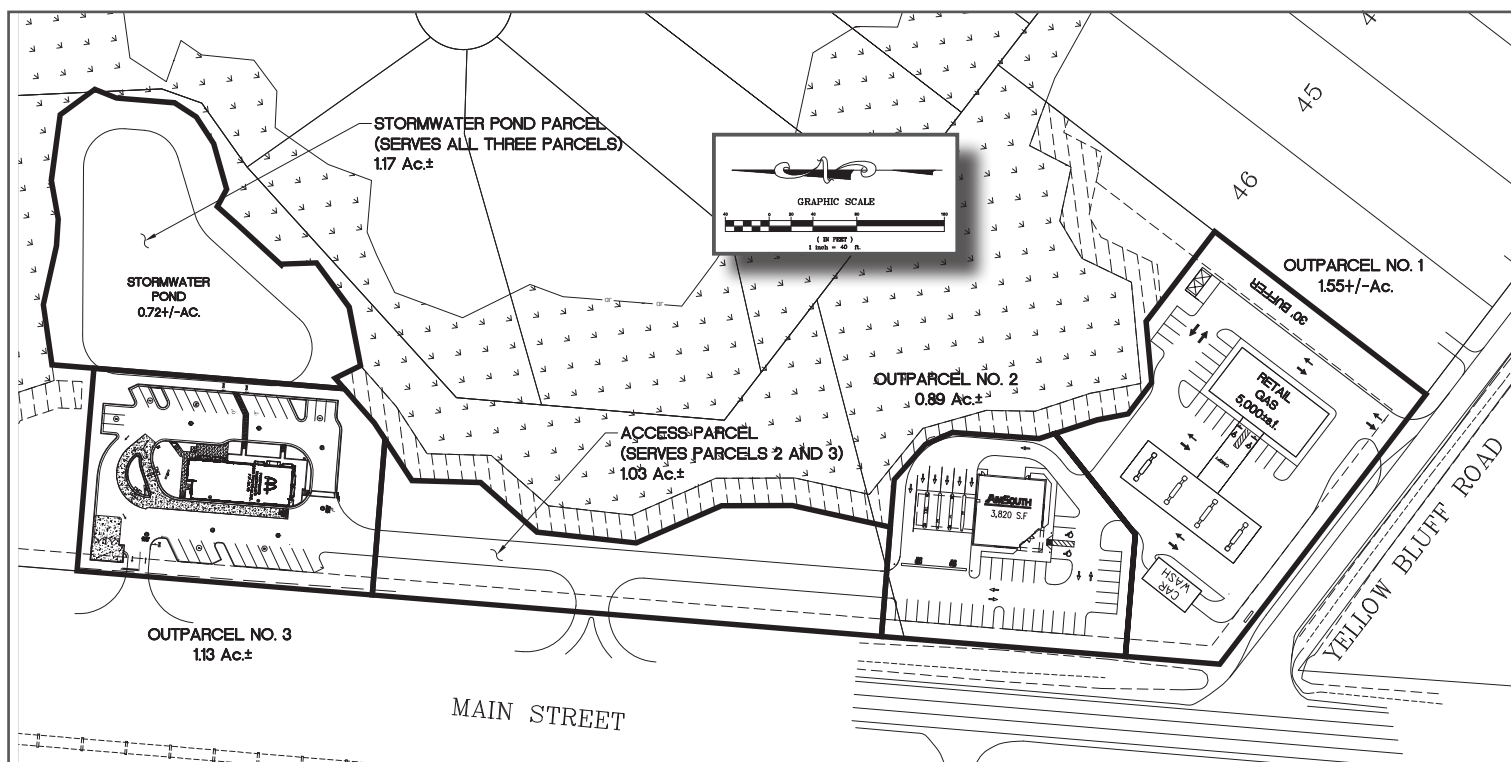 STORMWATER POND PARCEL
(SERVES ALL THREE PARCELS)
1.17 Ac.±
STORMWATER
POND
0.72+/-AC.
GRAPHIC SCALE
( IN FEET )
1 inch = 40 ft.
45
46
OUTPARCEL NO. 1
1.55+/-Ac.
30' BUFFER
RETAIL
GAS
5,000±s.f.
OUTPARCEL NO. 2
0.89 Ac.±
ACCESS PARCEL
(SERVES PARCELS 2 AND 3)
1.03 Ac.±
AMSOUTH
3,820 S.F
CAR
WASH
YELLOW BLUFF ROAD
OUTPARCEL NO. 3
1.13 Ac.±
MAIN STREET